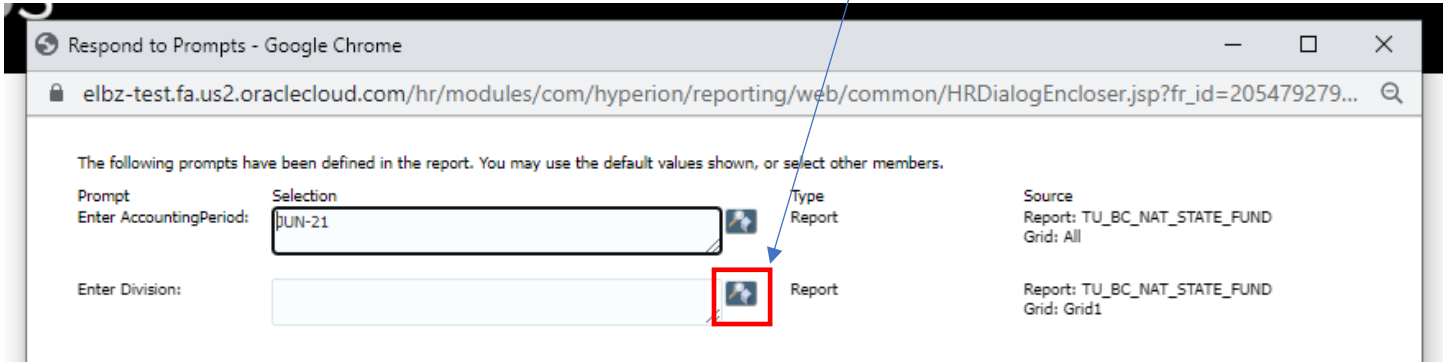 Respond to Prompts - Google Chrome
elbz-test.fa.us2.oraclecloud.com/hr/modules/com/hyperion/reporting/web/common/HRDialogEncloser.jsp?fr_id=205479279...
The following prompts have been defined in the report. You may use the default values shown, or select other members.
Prompt Selection Type Source
Enter AccountingPeriod: JUN-21 Report Report: TU_BC_NAT_STATE_FUND
Grid: All
Enter Division: Report Report: TU_BC_NAT_STATE_FUND
Grid: Grid1